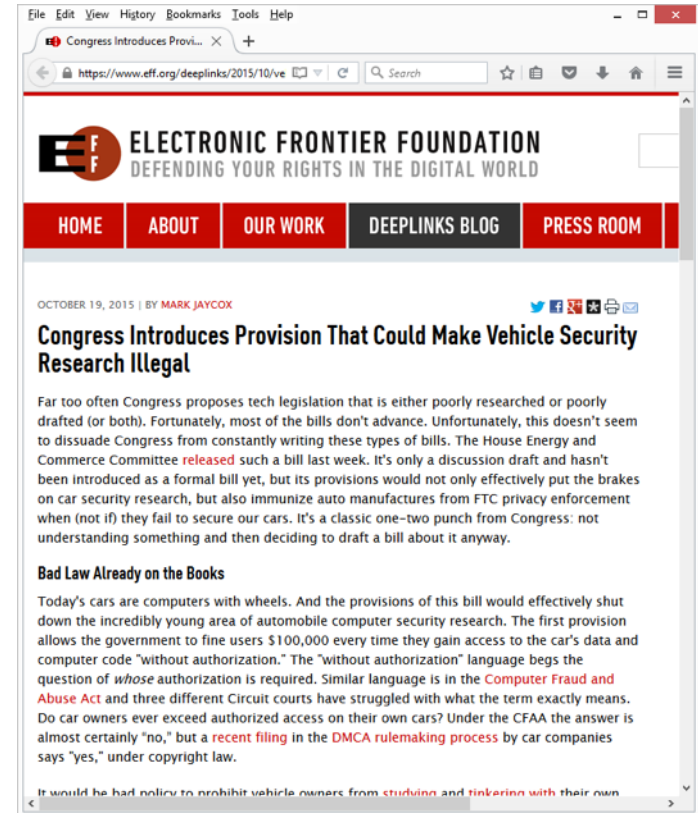 File Edit View History Bookmarks Tools Help
Congress Introduces Provi...
https://www.eff.org/deeplinks/2015/10/ve
Search
EFF
ELECTRONIC FRONTIER FOUNDATION
DEFENDING YOUR RIGHTS IN THE DIGITAL WORLD
HOME ABOUT OUR WORK DEEPLINKS BLOG PRESS ROOM
OCTOBER 19, 2015 | BY MARK JAYCOX
Congress Introduces Provision That Could Make Vehicle Security
Research Illegal
Far too often Congress proposes tech legislation that is either poorly researched or poorly
drafted (or both). Fortunately, most of the bills don't advance. Unfortunately, this doesn't seem
to dissuade Congress from constantly writing these types of bills. The House Energy and
Commerce Committee released such a bill last week. It's only a discussion draft and hasn't
been introduced as a formal bill yet, but its provisions would not only effectively put the brakes
on car security research, but also immunize auto manufactures from FTC privacy enforcement
when (not if) they fail to secure our cars. It's a classic one-two punch from Congress: not
understanding something and then deciding to draft a bill about it anyway.
Bad Law Already on the Books
Today's cars are computers with wheels. And the provisions of this bill would effectively shut
down the incredibly young area of automobile computer security research. The first provision
allows the government to fine users $100,000 every time they gain access to the car's data and
computer code "without authorization." The "without authorization" language begs the
question of whose authorization is required. Similar language is in the Computer Fraud and
Abuse Act and three different Circuit courts have struggled with what the term exactly means.
Do car owners ever exceed authorized access on their own cars? Under the CFAA the answer is
almost certainly "no," but a recent filing in the DMCA rulemaking process by car companies
says "yes," under copyright law.
It would be bad policy to prohibit vehicle owners from studying and tinkering with their own